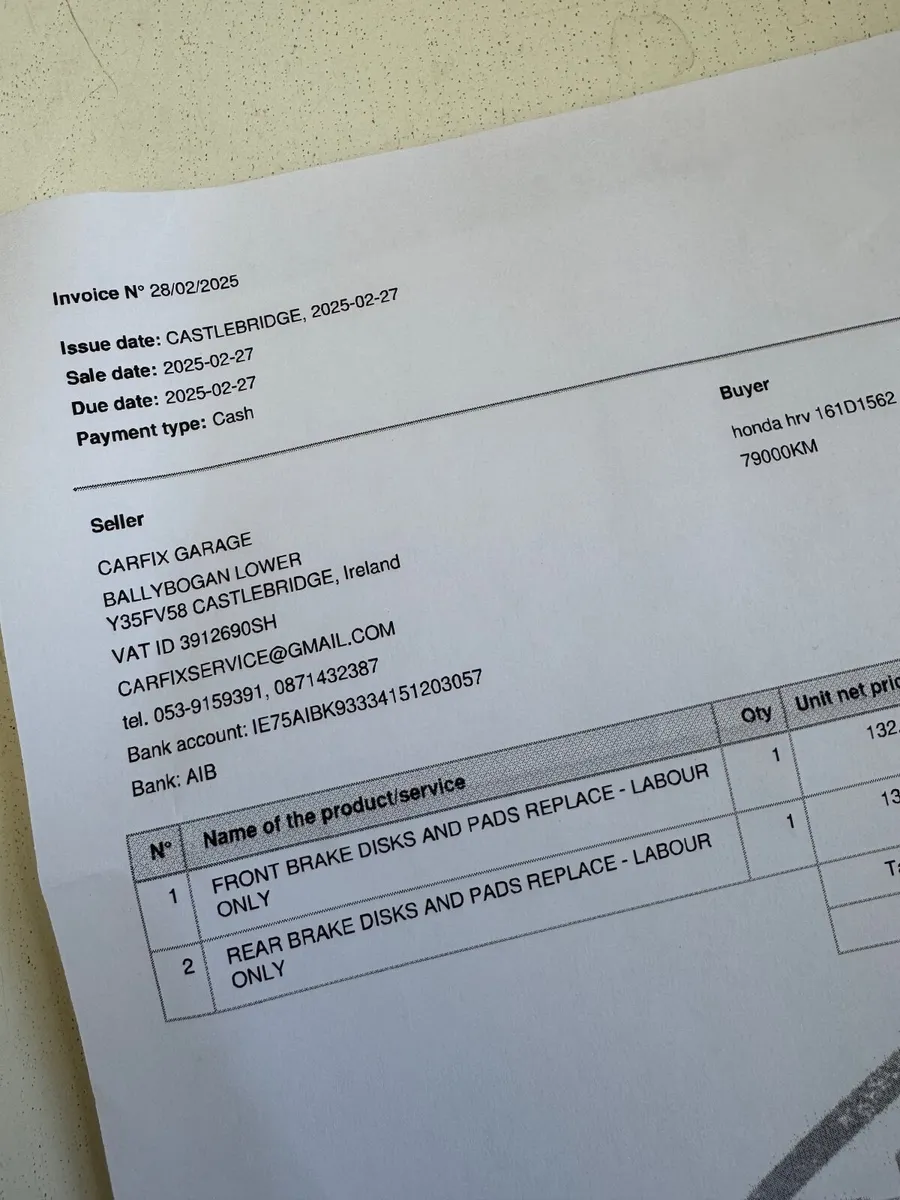 Invoice N° 28/02/2025
Issue date: CASTLEBRIDGE, 2025-02-27
Sale date: 2025-02-27
Due date: 2025-02-27
Payment type: Cash
Buyer
honda hrv 161D1562
79000KM
Seller
CARFIX GARAGE
BALLYBOGAN LOWER
Y35FV58 CASTLEBRIDGE, Ireland
VAT ID 3912690SH
CARFIXSERVICE@GMAIL.COM
tel. 053-9159391, 0871432387
Bank account: IE75AIBK93334151203057
Bank: AIB
N° Name of the product/service Qty Unit net
1 FRONT BRAKE DISKS AND PADS REPLACE - LABOUR 1 132.
ONLY
2 REAR BRAKE DISKS AND PADS REPLACE - LABOUR 1 13
ONLY